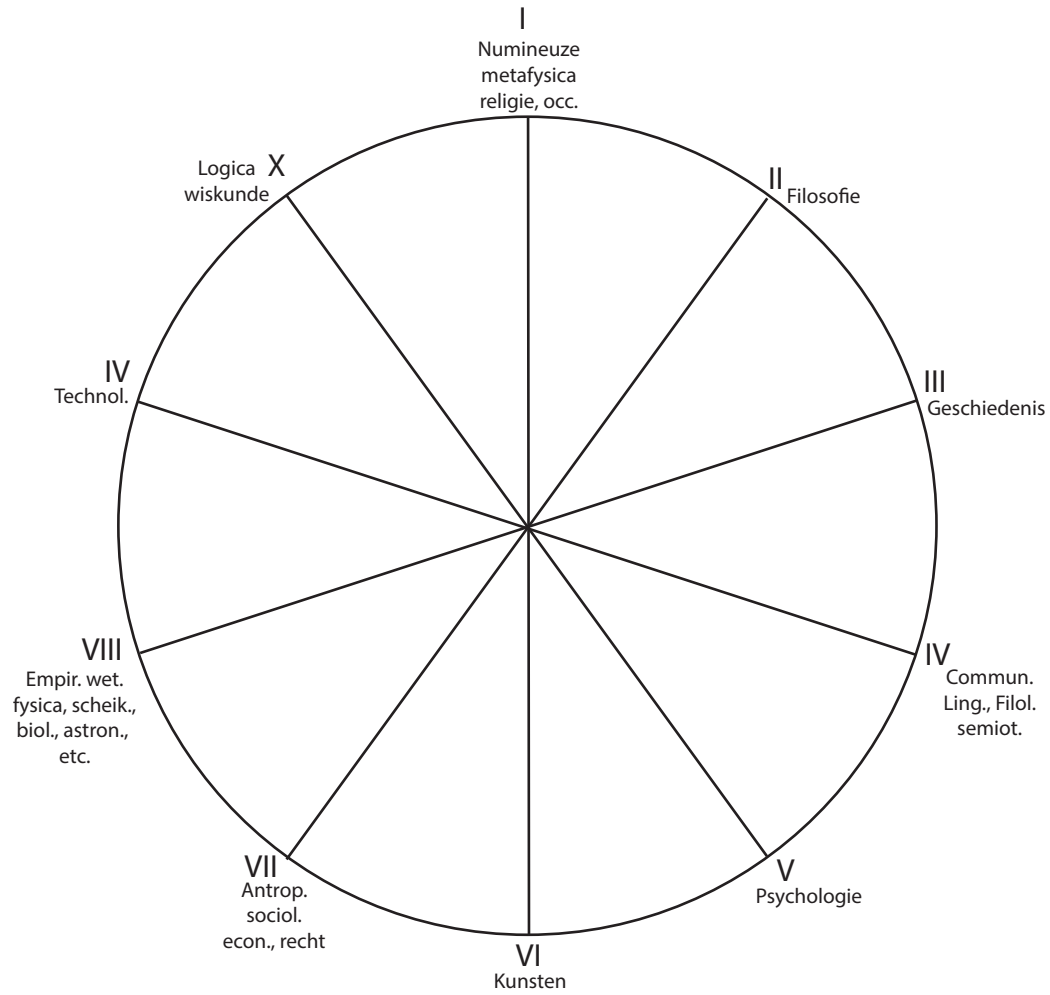 I
Numineuze
metafysica
religie, occ.
II
Filosofie
III
Geschiedenis
IV
Commun.
Ling., Filol.
semiot.
V
Psychologie
VI
Kunsten
VII
Antrop.
sociol.
econ., recht
VIII
Empir. wet.
fysica, scheik.,
biol., astron.,
etc.
IV
Technol.
X
Logica
wiskunde